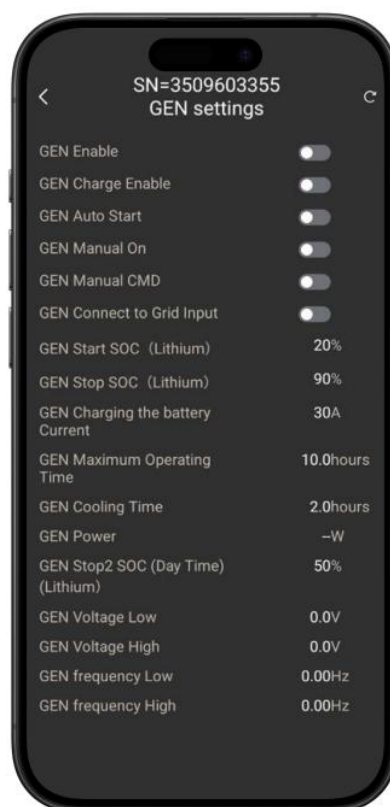 SN=3509603355
GEN settings
GEN Enable
GEN Charge Enable
GEN Auto Start
GEN Manual On
GEN Manual CMD
GEN Connect to Grid Input
GEN Start SOC（Lithium） 20%
GEN Stop SOC（Lithium） 90%
GEN Charging the battery 30A
Current
GEN Maximum Operating 10.0hours
Time
GEN Cooling Time 2.0hours
GEN Power --W
GEN Stop2 SOC (Day Time) 50%
(Lithium）
GEN Voltage Low 0.0V
GEN Voltage High 0.0V
GEN frequency Low 0.00Hz
GEN frequency High 0.00Hz